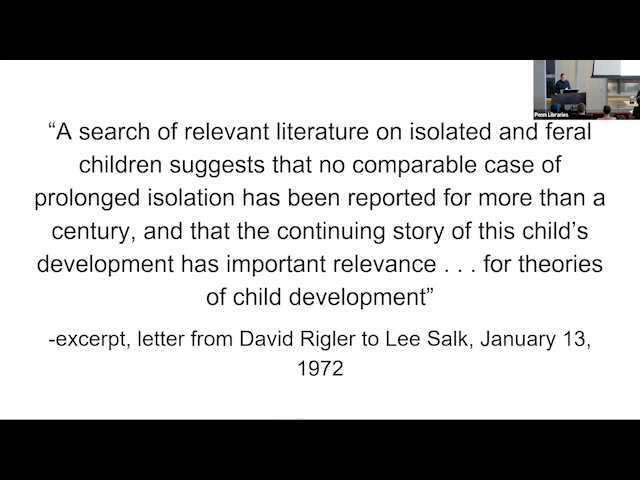 Penn Libraries
“A search of relevant literature on isolated and feral
children suggests that no comparable case of
prolonged isolation has been reported for more than a
century, and that the continuing story of this child’s
development has important relevance . . . for theories
of child development”
-excerpt, letter from David Rigler to Lee Salk, January 13,
1972